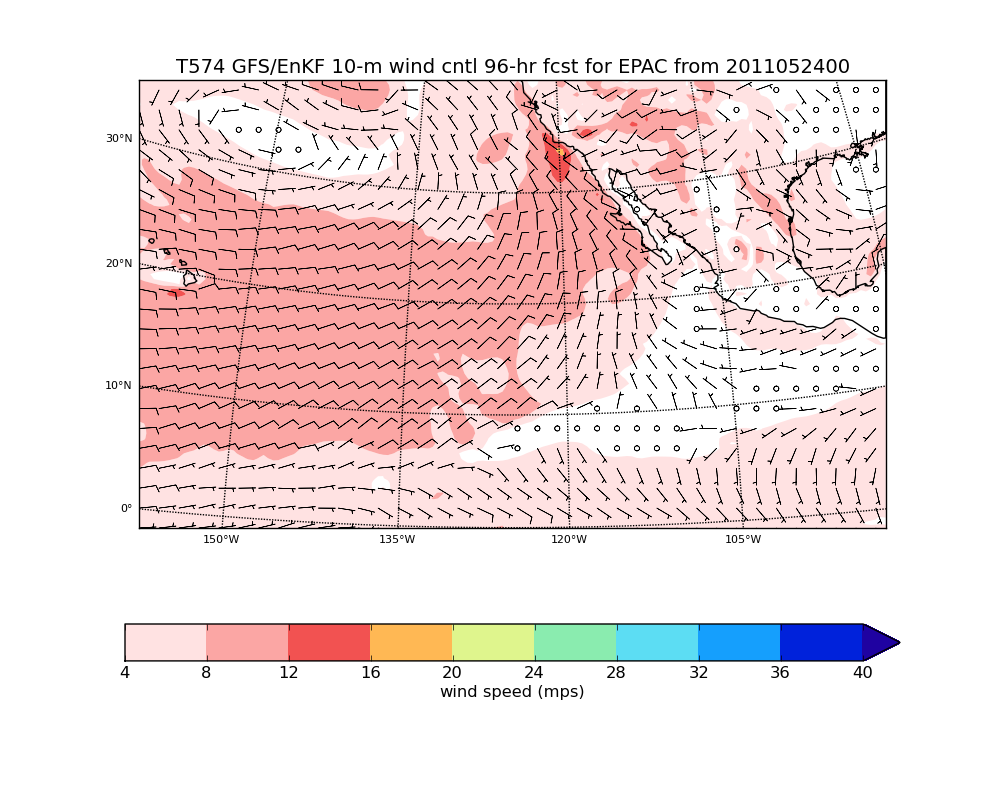 T574 GFS/EnKF 10-m wind cntl 96-hr fcst for EPAC from 2011052400
30°N
20°N
10°N
0°
150°W 135°W 120°W 105°W
4 8 12 16 20 24 28 32 36 40
wind speed (mps)